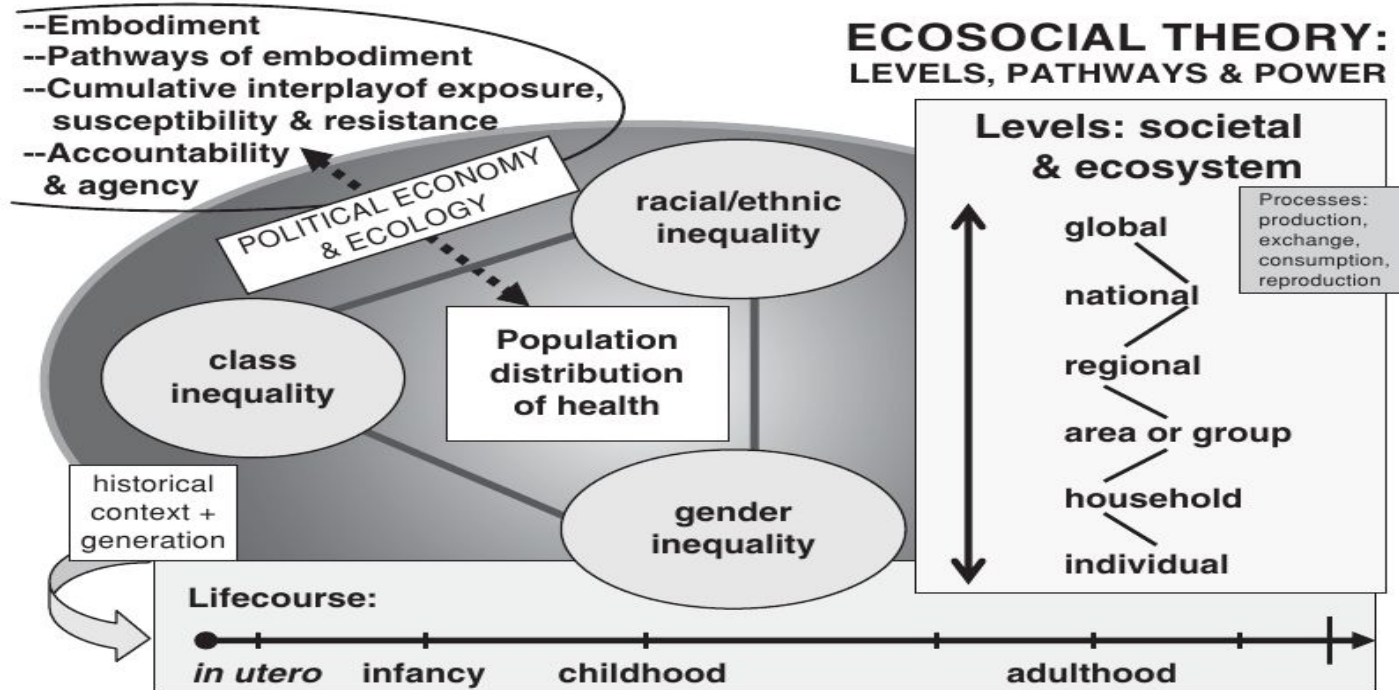 --Embodiment
--Pathways of embodiment
--Cumulative interplayof exposure,
susceptibility & resistance
--Accountability
& agency
ECOSOCIAL THEORY:
LEVELS, PATHWAYS & POWER
POLITICAL ECONOMY
& ECOLOGY
racial/ethnic
inequality
class
inequality
Population
distribution
of health
gender
inequality
Levels: societal
& ecosystem
Processes:
production,
exchange,
consumption,
reproduction
global
national
regional
area or group
household
individual
historical
context +
generation
Lifecourse:
in utero
infancy
childhood
adulthood